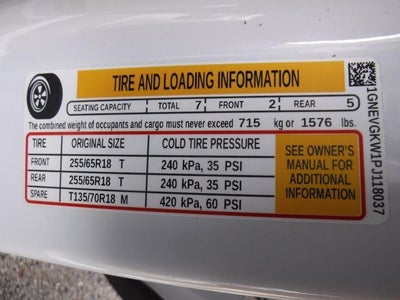 TIRE AND LOADING INFORMATION
SEATING CAPACITY TOTAL 7 FRONT 2 REAR 5
The combined weight of occupants and cargo must never exceed 715 kg or 1576 lbs.
TIRE ORIGINAL SIZE COLD TIRE PRESSURE
FRONT 255/65R18 T 240 kPa, 35 PSI
REAR 255/65R18 T 240 kPa, 35 PSI
SPARE T135/70R18 M 420 kPa, 60 PSI
SEE OWNER'S
MANUAL FOR
ADDITIONAL
INFORMATION
1GNEVGKW1PJ118037